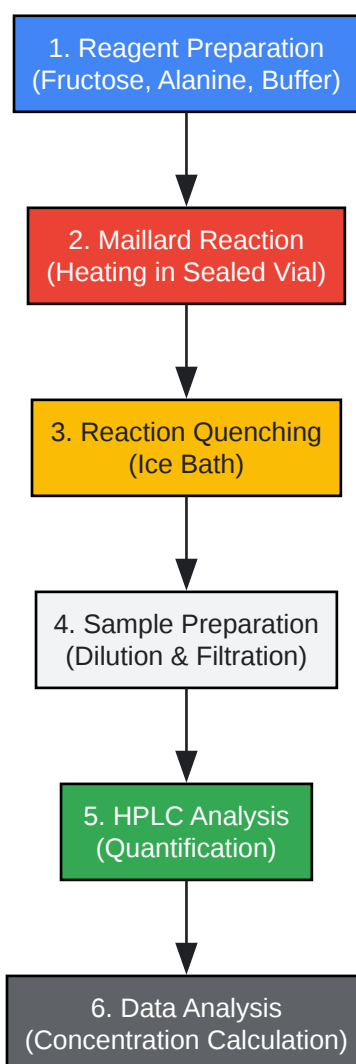 1. Reagent Preparation
(Fructose, Alanine, Buffer)
2. Maillard Reaction
(Heating in Sealed Vial)
3. Reaction Quenching
(Ice Bath)
4. Sample Preparation
(Dilution & Filtration)
5. HPLC Analysis
(Quantification)
6. Data Analysis
(Concentration Calculation)